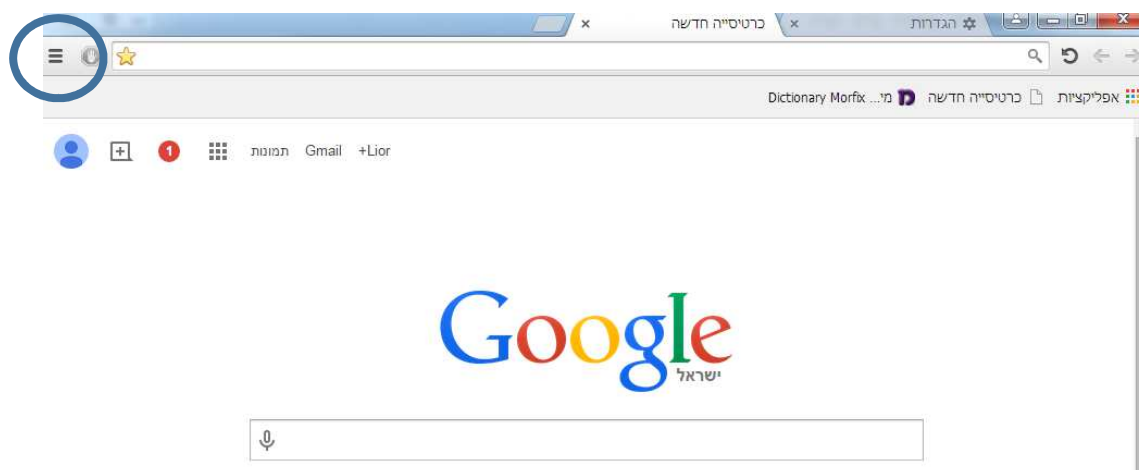 הגדרות
כרטיסייה חדשה
אפליקציות
כרטיסייה חדשה
Dictionary Morfix ...מי
+Lior Gmail תמונות 1
Google
ישראל